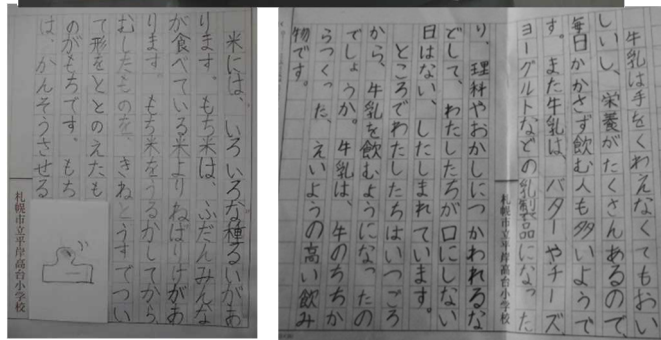 米には、いろいろな種るいがあ
ります。もち米は、ふだんみんな
が食べている米よりねばりけがあ
ります。もち米をうるかしてから
むしたものを、きねとうすでつい
て形をととのえたも
のがもちです。もち
は、かんそうさせる
札幌市立平岸高台小学校
牛乳は手をくわえなくてもおい
しいし、栄養がたくさんあるので、
毎日かかさず飲む人も多いようで
す。また牛乳は、バターやチーズ
ヨーグルトなどの乳製品になった
り、理科やおかしにつかわれるな
どして、わたしたちが口にしない
日はない、したしまれています。
ところでわたしたちはいつごろ
から、牛乳を飲むようになったの
でしょうか。牛乳は、牛のちちか
らつくった、えいようの高い飲み
物です。
札幌市立平岸高台小学校